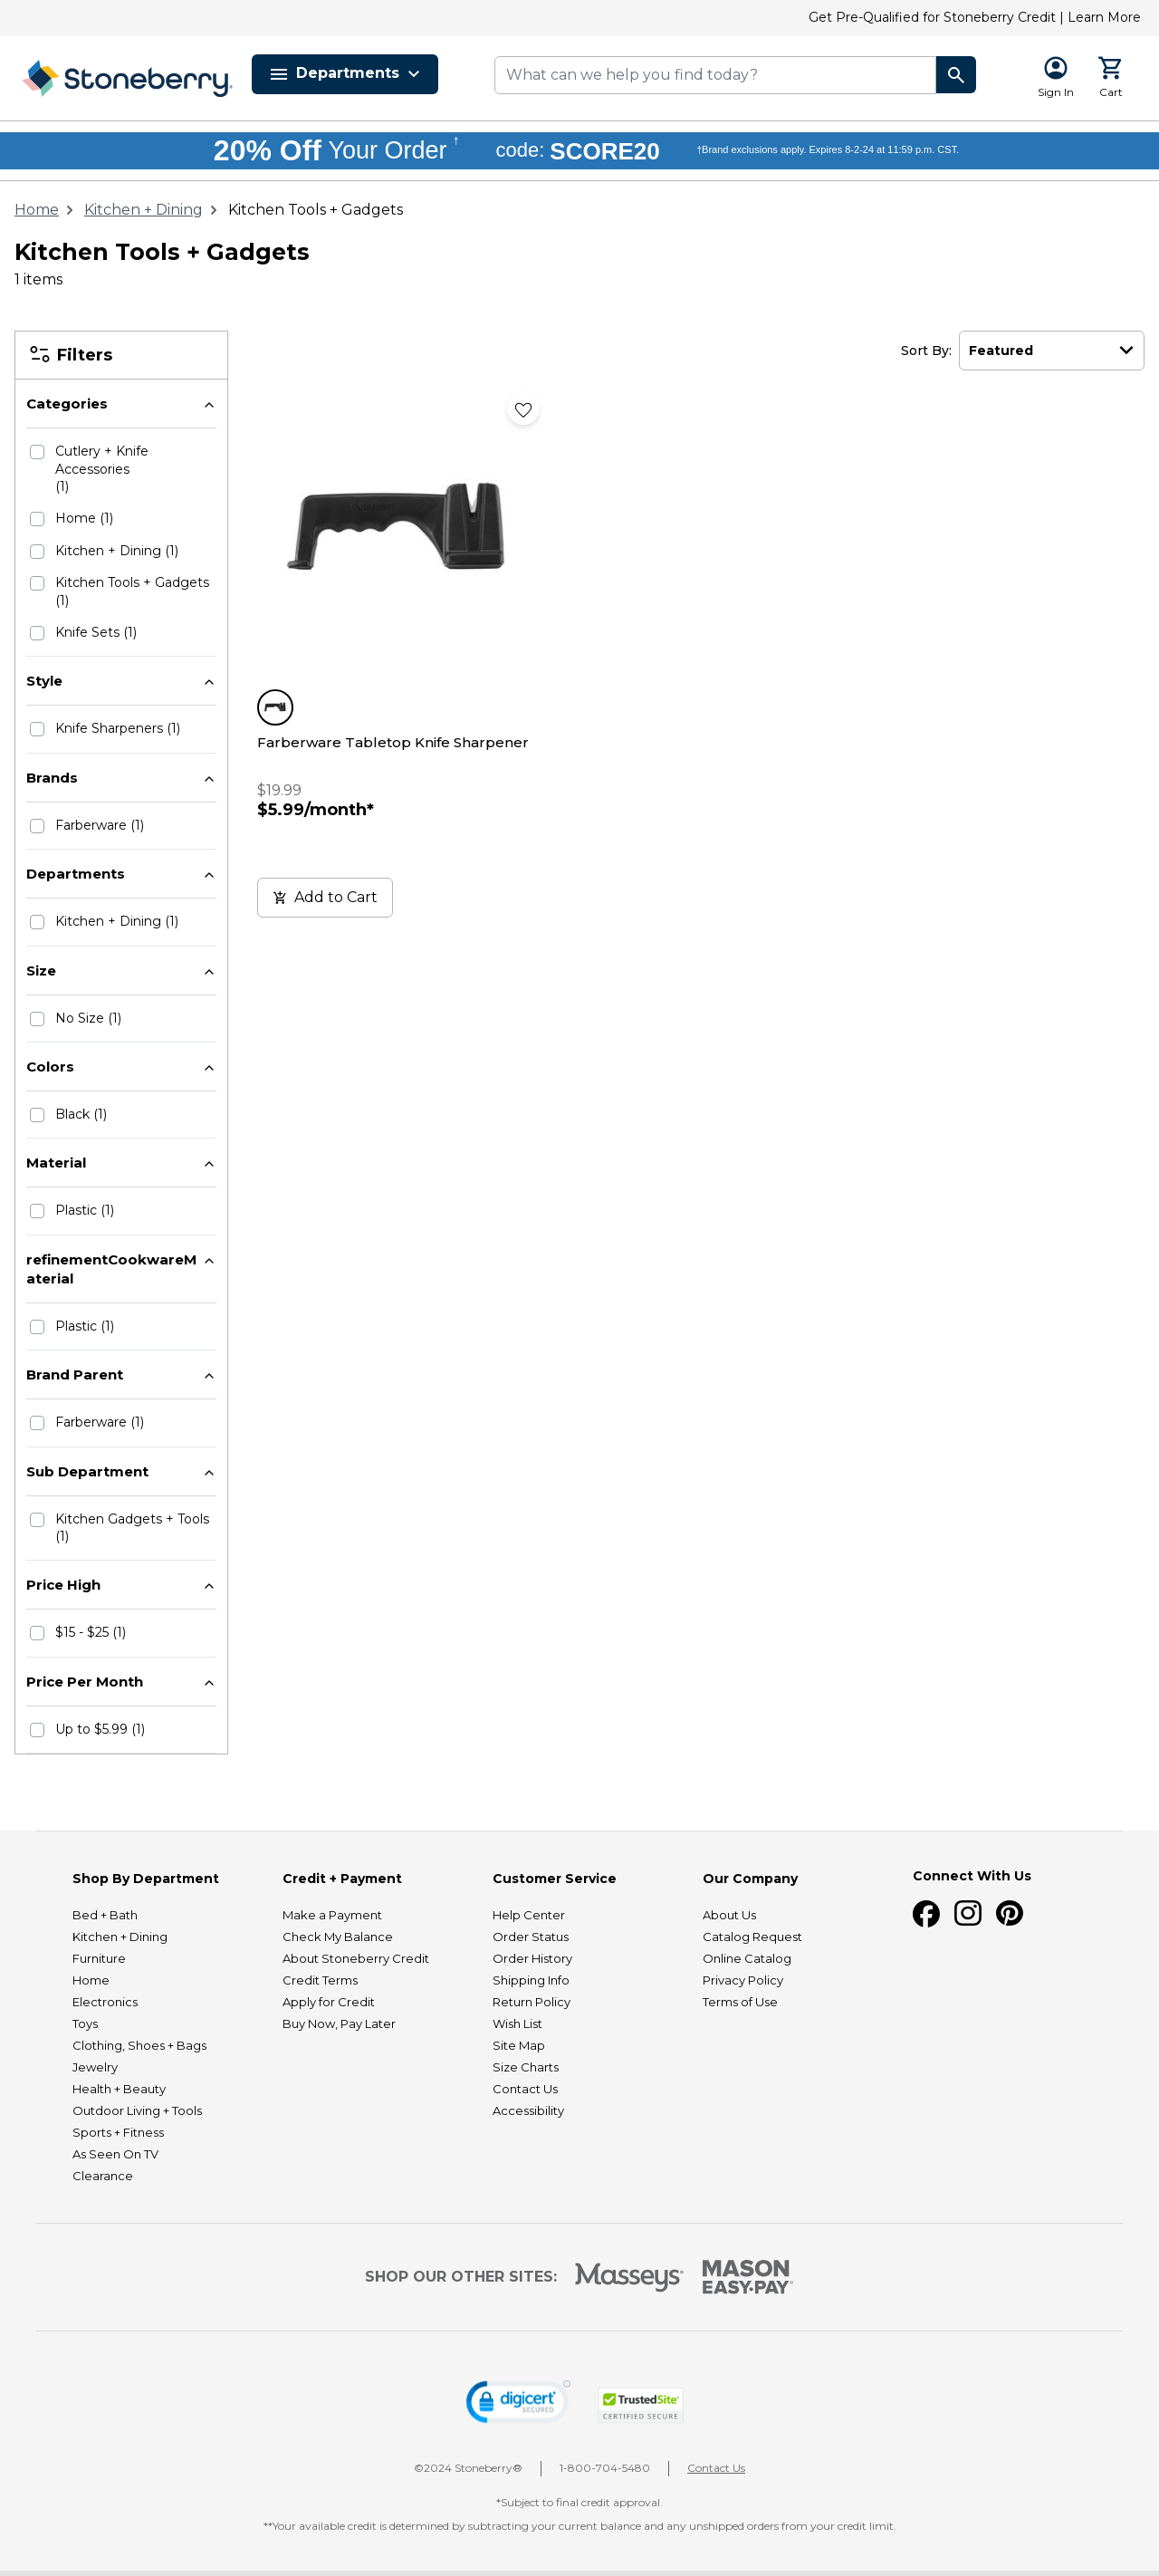 Get Pre-Qualified for Stoneberry Credit | Learn More
Stoneberry.
Departments
What can we help you find today?
Sign In
Cart
20% Off Your Order † code: SCORE20 †Brand exclusions apply. Expires 8-2-24 at 11:59 p.m. CST.
Home > Kitchen + Dining > Kitchen Tools + Gadgets
Kitchen Tools + Gadgets
1 items
Filters
Categories
Cutlery + Knife
Accessories
(1)
Home (1)
Kitchen + Dining (1)
Kitchen Tools + Gadgets
(1)
Knife Sets (1)
Style
Knife Sharpeners (1)
Brands
Farberware (1)
Departments
Kitchen + Dining (1)
Size
No Size (1)
Colors
Black (1)
Material
Plastic (1)
refinementCookwareM
aterial
Plastic (1)
Brand Parent
Farberware (1)
Sub Department
Kitchen Gadgets + Tools
(1)
Price High
$15 - $25 (1)
Price Per Month
Up to $5.99 (1)
Sort By: Featured
Farberware Tabletop Knife Sharpener
$19.99
$5.99/month*
Add to Cart
Shop By Department
Bed + Bath
Kitchen + Dining
Furniture
Home
Electronics
Toys
Clothing, Shoes + Bags
Jewelry
Health + Beauty
Outdoor Living + Tools
Sports + Fitness
As Seen On TV
Clearance
Credit + Payment
Make a Payment
Check My Balance
About Stoneberry Credit
Credit Terms
Apply for Credit
Buy Now, Pay Later
Customer Service
Help Center
Order Status
Order History
Shipping Info
Return Policy
Wish List
Site Map
Size Charts
Contact Us
Accessibility
Our Company
About Us
Catalog Request
Online Catalog
Privacy Policy
Terms of Use
Connect With Us
SHOP OUR OTHER SITES:
Masseys
MASON
EASY•PAY
digicert
SECURED
TrustedSite
CERTIFIED SECURE
©2024 Stoneberry® | 1-800-704-5480 | Contact Us
*Subject to final credit approval.
**Your available credit is determined by subtracting your current balance and any unshipped orders from your credit limit.